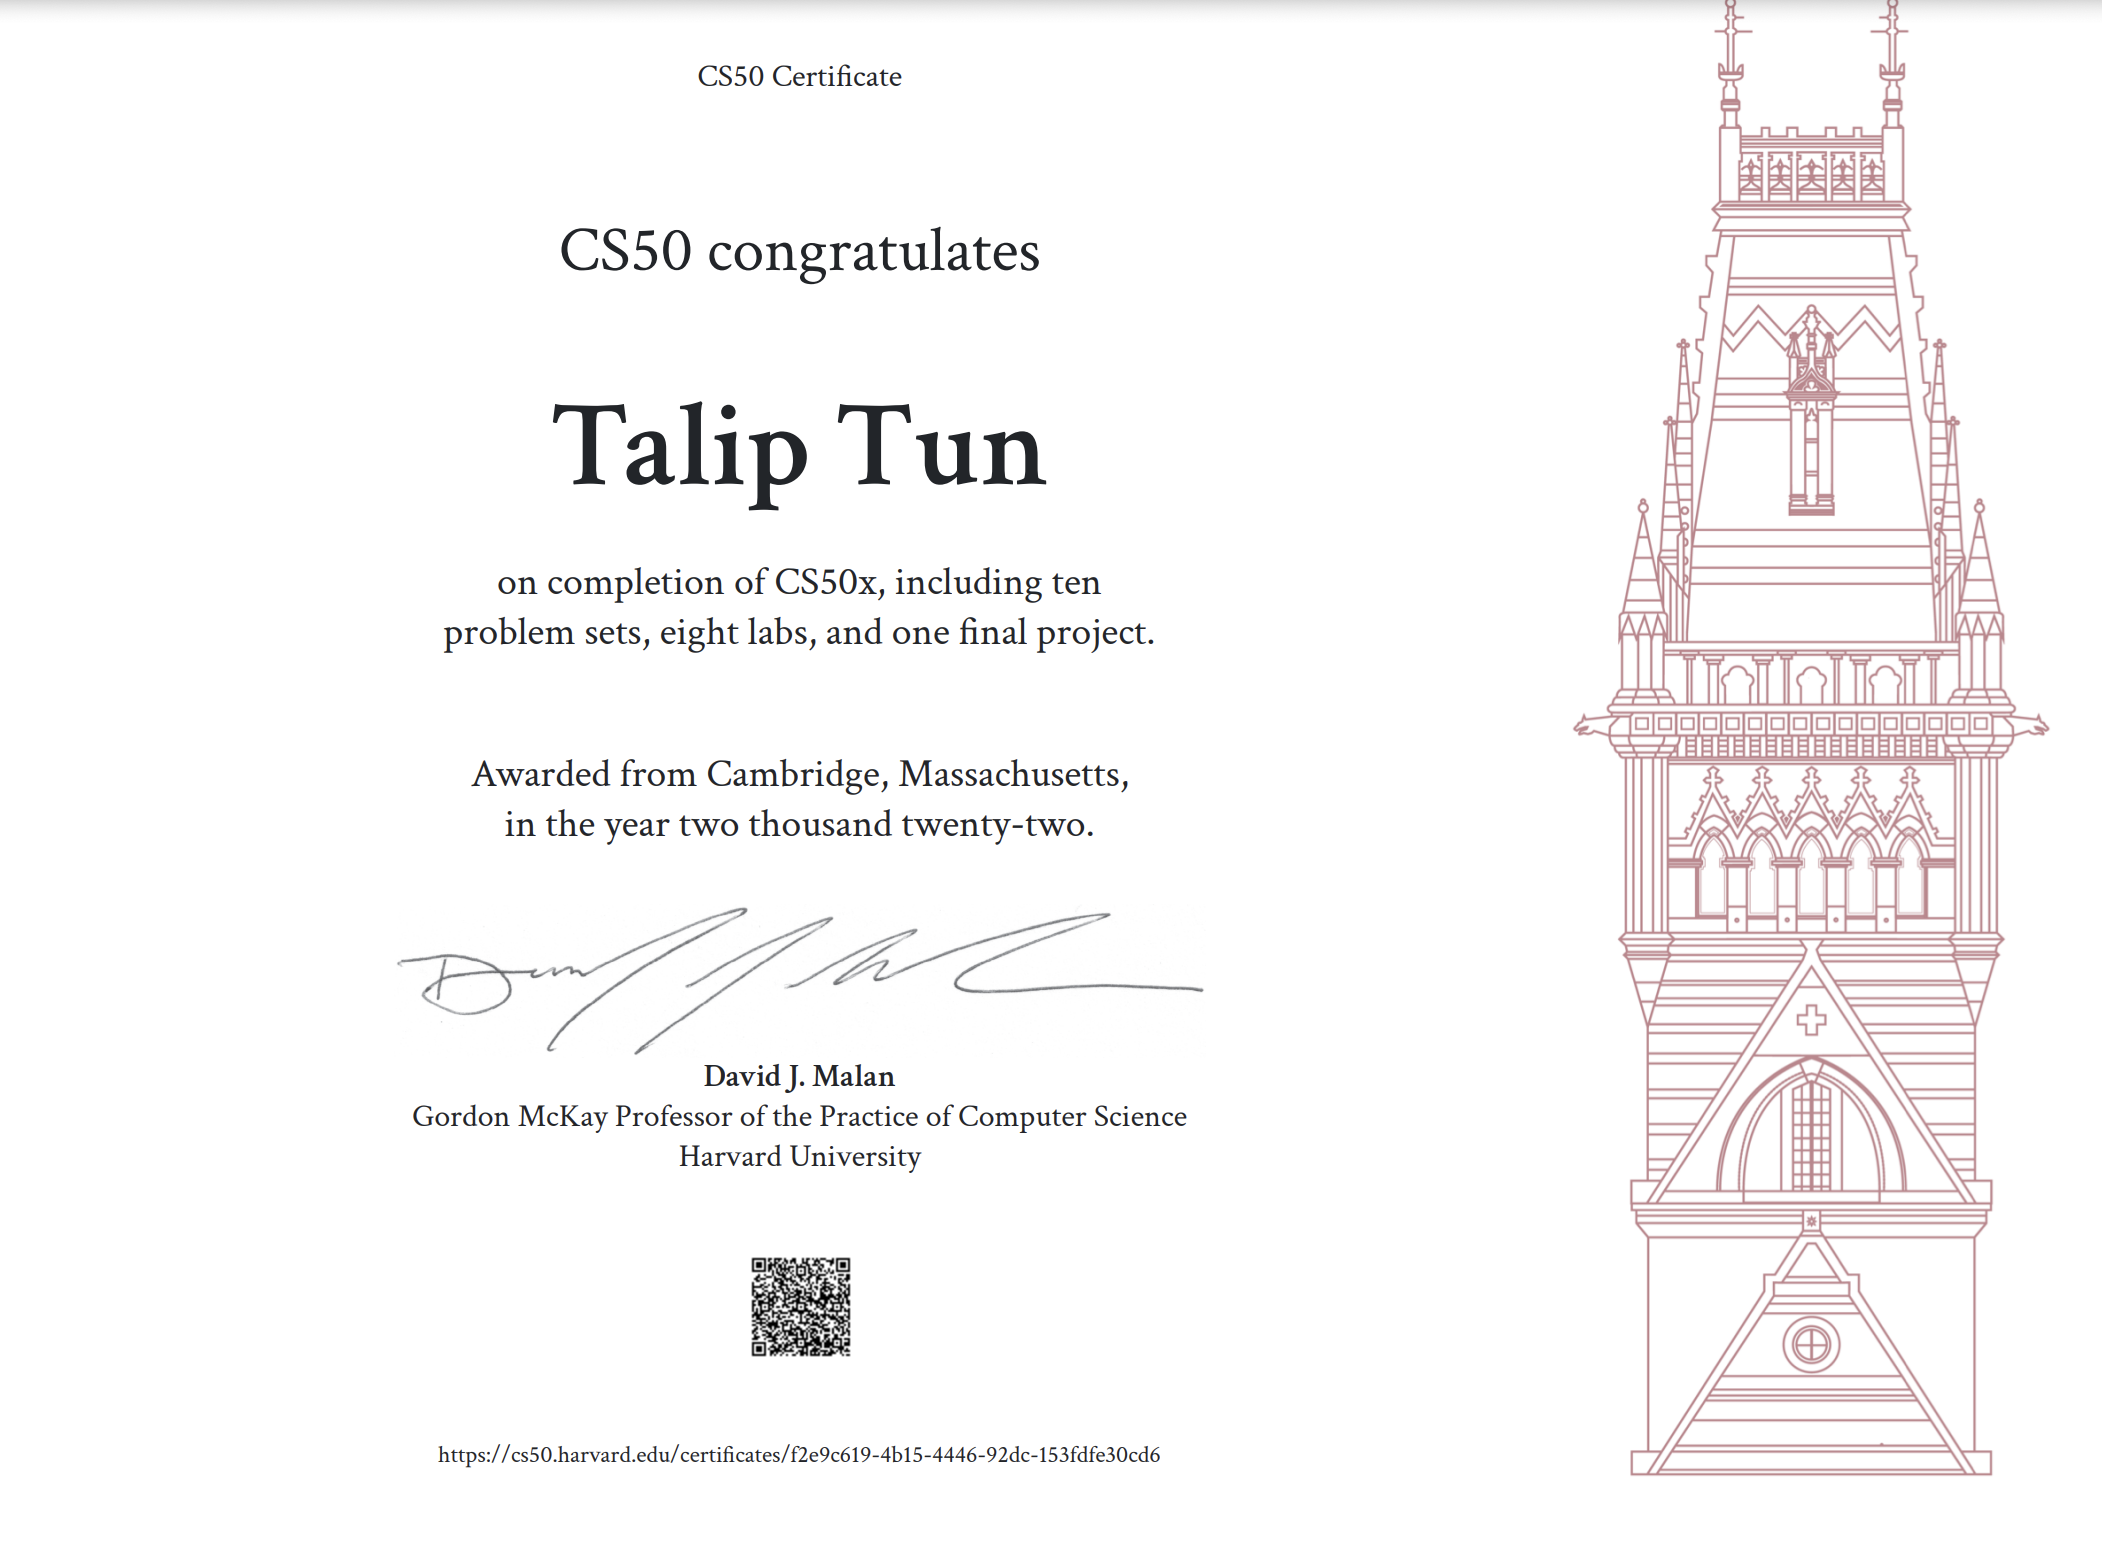 CS50 Certificate
CS50 congratulates
Talip Tun
on completion of CS50x, including ten
problem sets, eight labs, and one final project.
Awarded from Cambridge, Massachusetts,
in the year two thousand twenty-two.
David J. Malan
Gordon McKay Professor of the Practice of Computer Science
Harvard University
https://cs50.harvard.edu/certificates/f2e9c619-4b15-4446-92dc-153fdfe30cd6